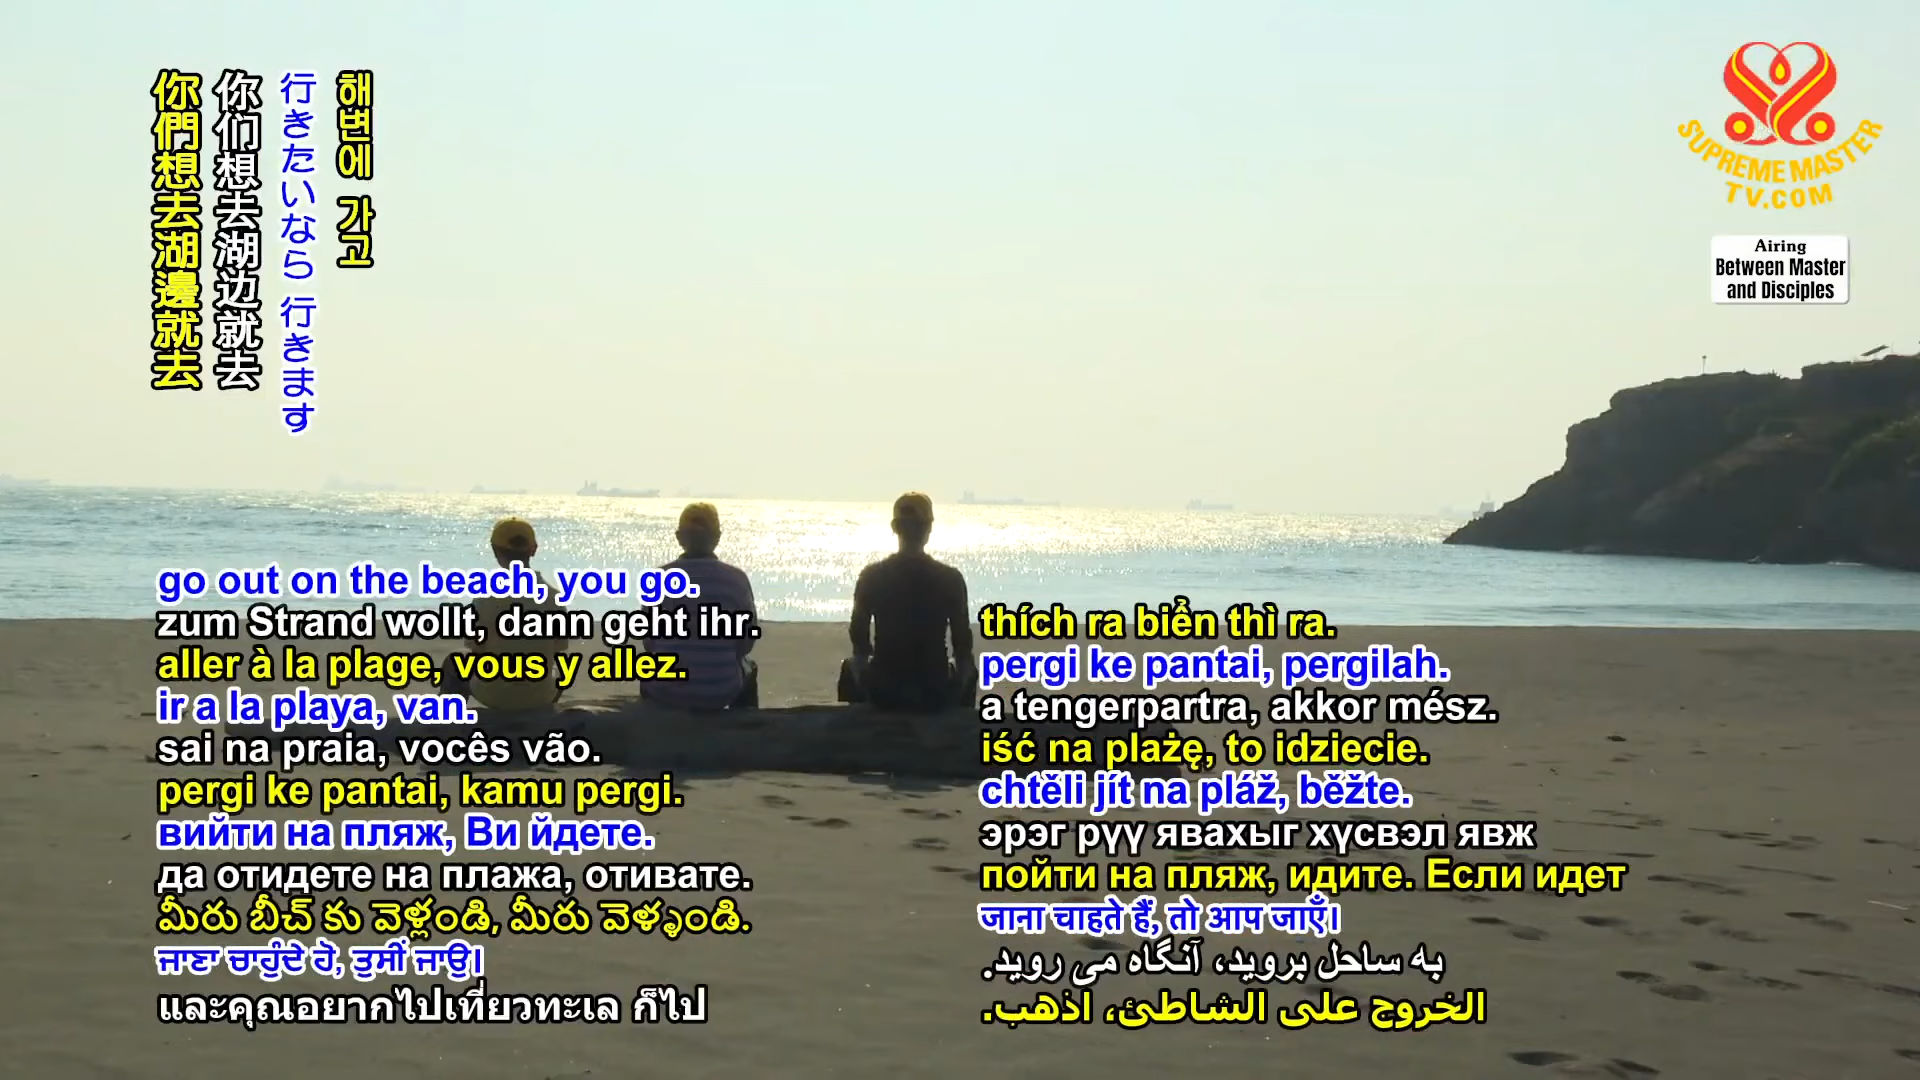 你們想去湖邊就去
你们想去湖边就去
行きたいなら 行きます
해변에 가고
SUPREME MASTER
TV.COM
Airing
Between Master
and Disciples
go out on the beach, you go.
zum Strand wollt, dann geht ihr.
aller à la plage, vous y allez.
ir a la playa, van.
sai na praia, vocês vão.
pergi ke pantai, kamu pergi.
вийти на пляж, Ви йдете.
да отидете на плажа, отивате.
మీరు బీచ్ కు వెళ్లండి, మీరు వెళ్ళండి.
ਜਾਣਾ ਚਾਹੁੰਦੇ ਹੋ, ਤੁਸੀਂ ਜਾਉ।
และคุณอยากไปเที่ยวทะเล ก็ไป
thích ra biển thì ra.
pergi ke pantai, pergilah.
a tengerpartra, akkor mész.
iść na plażę, to idziecie.
chtěli jít na pláž, běžte.
эрэг рүү явахыг хүсвэл явж
пойти на пляж, идите. Если идет
जाना चाहते हैं, तो आप जाएँ।
به ساحل بروید، آنگاه می روید.
الخروج على الشاطئ، اذهب.